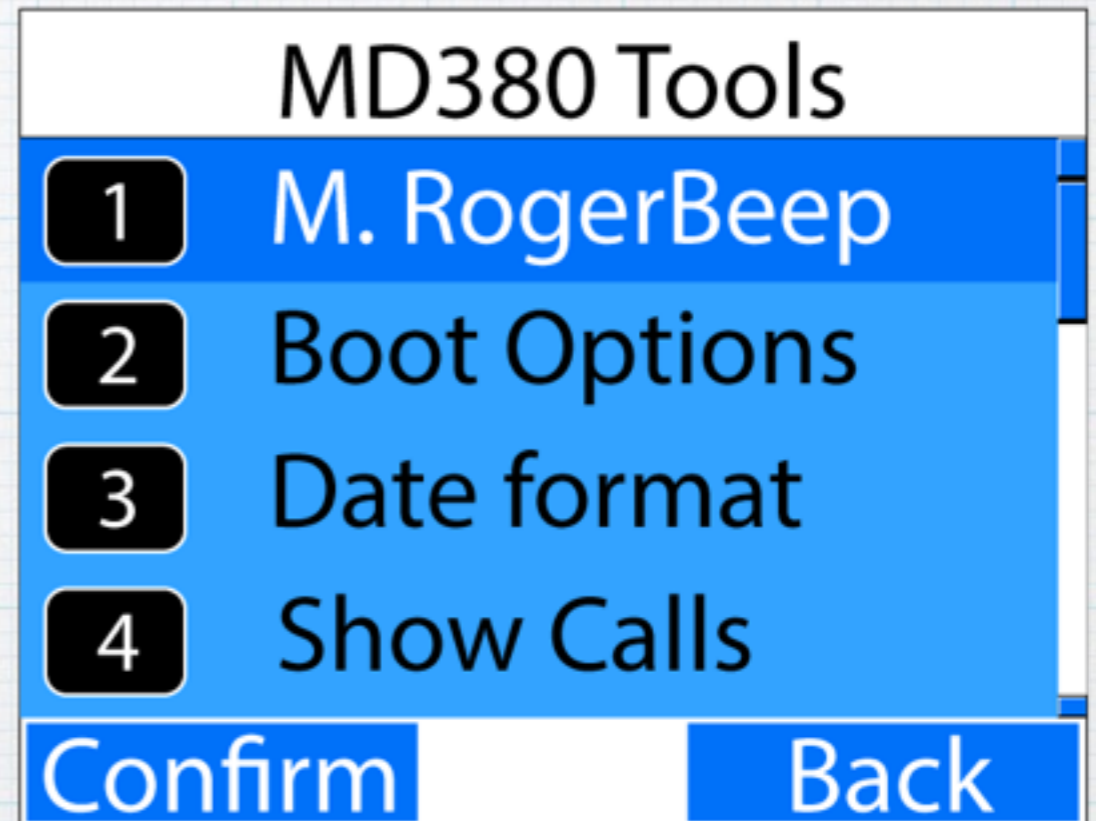 MD380 Tools
1 M. RogerBeep
2 Boot Options
3 Date format
4 Show Calls
Confirm Back